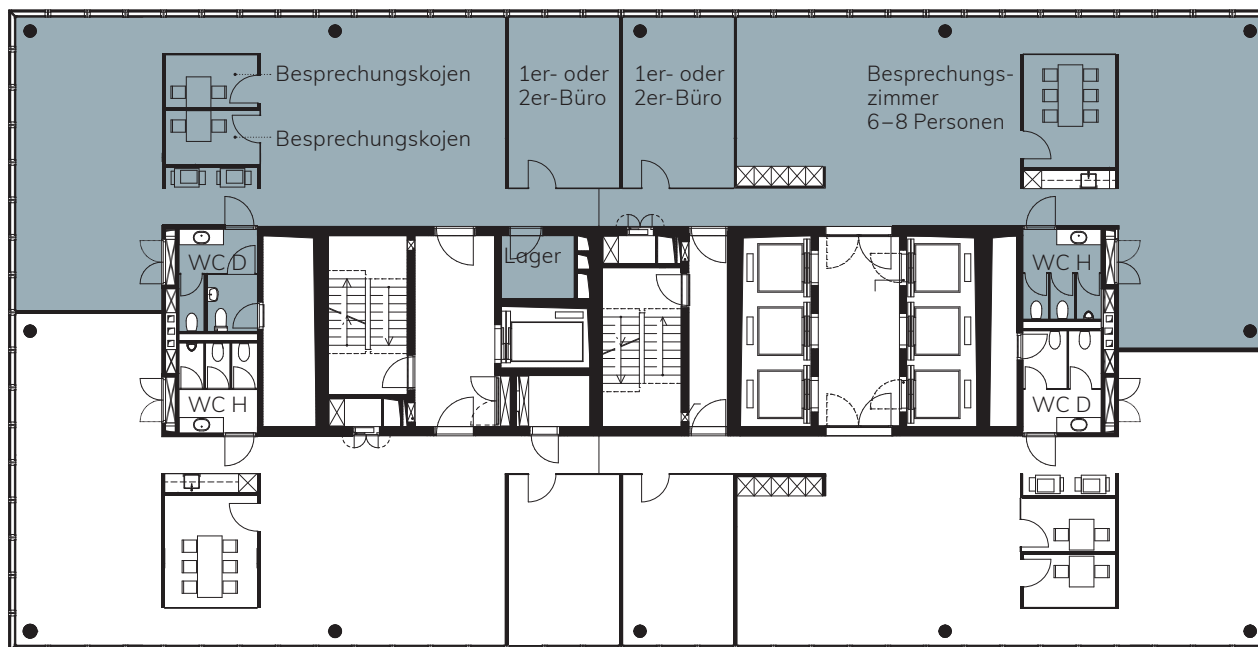 Besprechungskojen
Besprechungskojen
1er- oder
2er-Büro
1er- oder
2er-Büro
Besprechungs-
zimmer
6–8 Personen
WC D
Lager
WC H
WC H
WC D